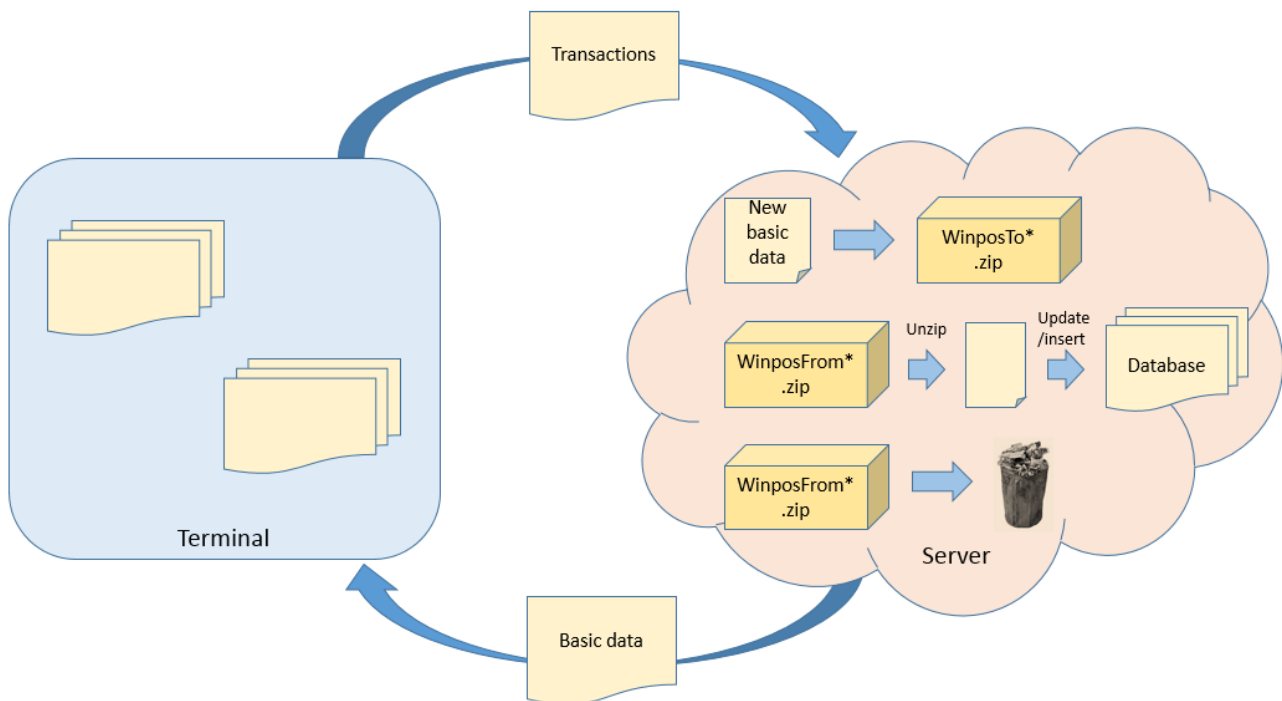 Transactions
New
basic
data
WinposTo*
.zip
WinposFrom*
.zip
Unzip
Update
/insert
Database
WinposFrom*
.zip
Terminal
Server
Basic data